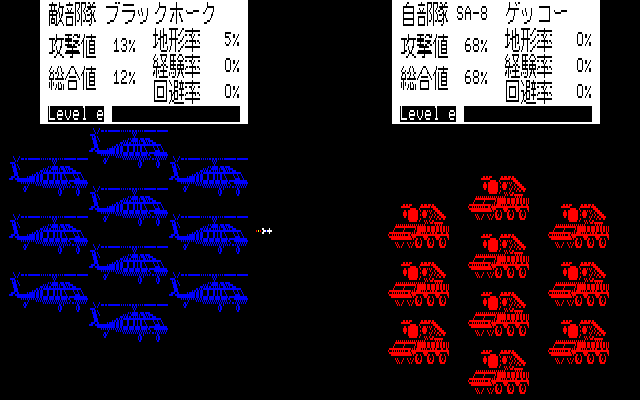 敵部隊 ブラックホーク
攻撃値 13% 地形率 5%
経験率 0%
総合値 12%
回避率 0%
Level e
自部隊 SA-8 ゲッコー
攻撃値 68% 地形率 0%
経験率 0%
総合値 68%
回避率 0%
Level e